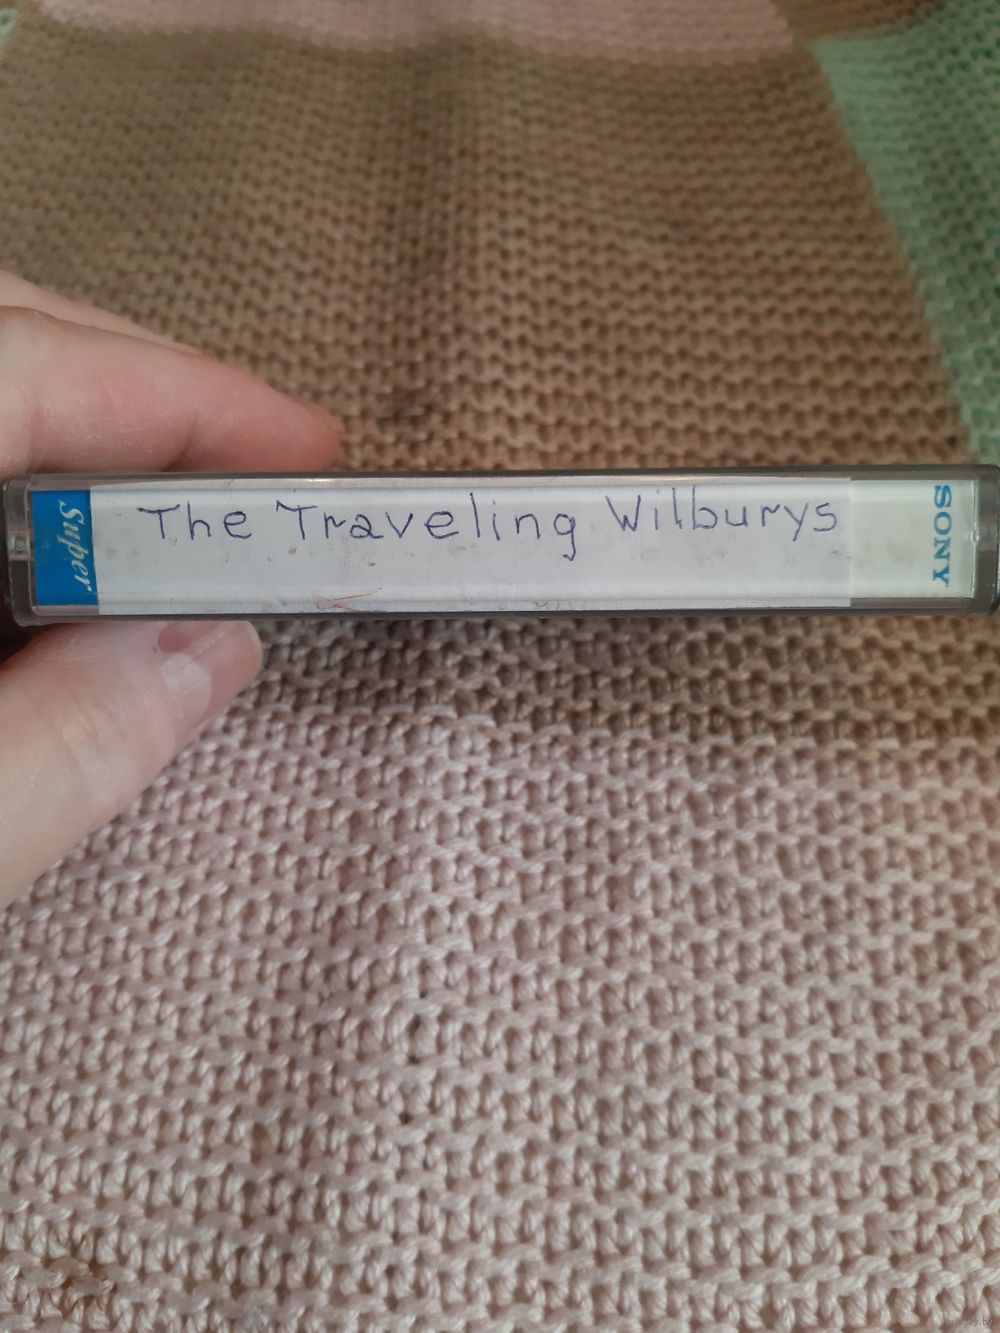 Super
The Traveling Wilburys
SONY